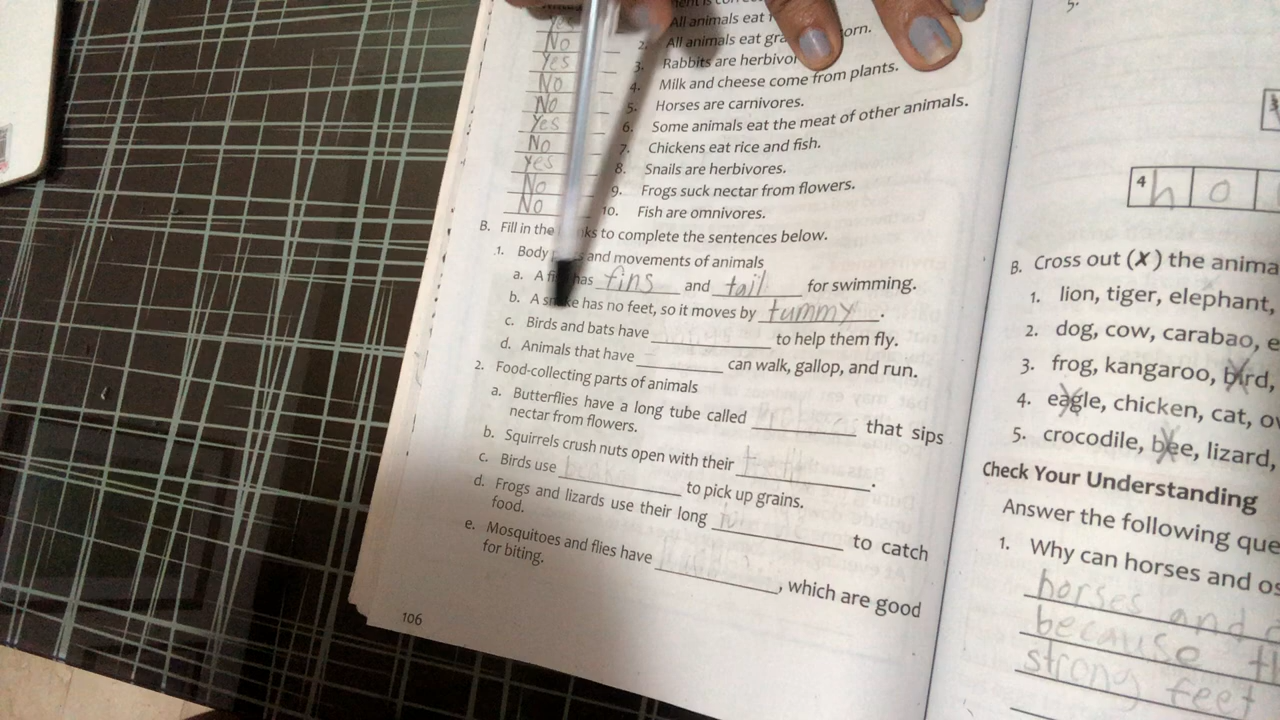 All animals eat
Yes
2. All animals eat corn.
No
3. Rabbits are
Yes
4. Milk and cheese come from plants.
No
5. Horses are carnivores.
No
6. Some animals eat the meat of other animals.
Yes
7. Chickens eat rice and fish.
No
8. Snails are herbivores.
Yes
9. Frogs suck nectar from flowers.
No
10. Fish are omnivores.
No
B. Fill in the to complete the sentences below.
1. Body and movements of animals
a. A has fins and tail for swimming.
b. A has no feet, so it moves by tummy.
c. Birds and bats have to help them fly.
d. Animals that have can walk, gallop, and run.
2. Food-collecting parts of animals
a. Butterflies have a long tube called that sips
nectar from flowers.
b. Squirrels crush nuts open with their .
c. Birds use to pick up grains.
d. Frogs and lizards use their long to catch
food.
e. Mosquitoes and flies have , which are good
for biting.
106
5.
4 h o
B. Cross out (✗) the
1. lion, tiger, elephant,
2. dog, cow, carabao,
3. frog, kangaroo, bird,
4. eagle, chicken, cat,
5. crocodile, bee, lizard,
Check Your Understanding
Answer the following
1. Why can horses and
horses and
because
strong feet